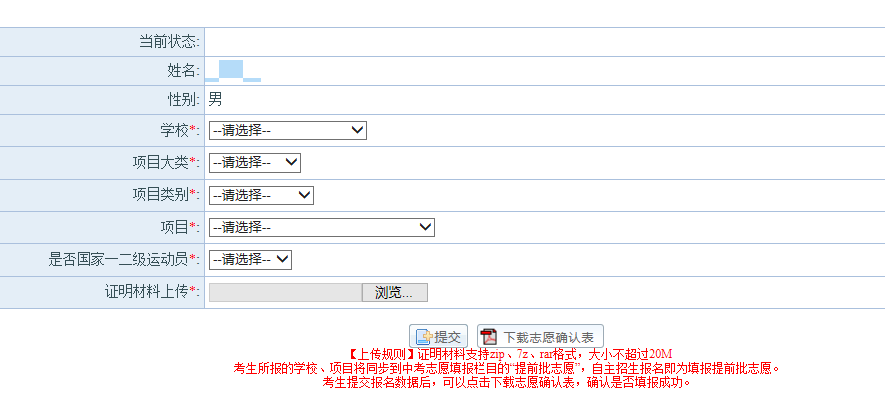 当前状态:
姓名:
性别: 男
学校*: --请选择--
项目大类*: --请选择--
项目类别*: --请选择--
项目*: --请选择--
是否国家一二级运动员*: --请选择--
证明材料上传*: 浏览...
提交 下载志愿确认表
【上传规则】证明材料支持zip、7z、rar格式，大小不超过20M
考生所报的学校、项目将同步到中考志愿填报栏目的“提前批志愿”，自主招生报名即为填报提前批志愿。
考生提交报名数据后，可以点击下载志愿确认表，确认是否填报成功。